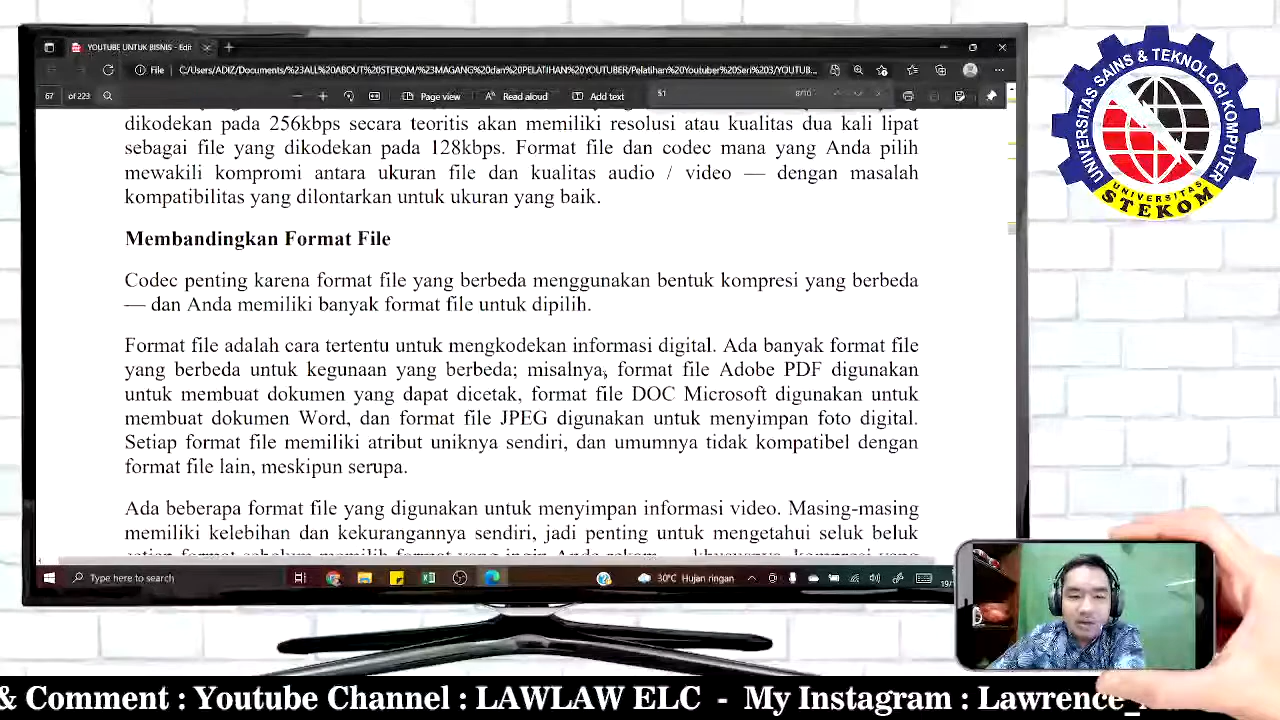 YOUTUBE UNTUK BISNIS - Edit
File
C:/Users/ADIZ/Documents/%23ALL%20ABOUT%20STEKOM/%23MAGANG%20dan%20PELATIHAN%20YOUTUBER/Pelatihan%20Youtuber%20Seri%203/YOUTUB...
67 of 223
Page view
Read aloud
Add text
51
8/10
dikodekan pada 256kbps secara teoritis akan memiliki resolusi atau kualitas dua kali lipat
sebagai file yang dikodekan pada 128kbps. Format file dan codec mana yang Anda pilih
mewakili kompromi antara ukuran file dan kualitas audio / video — dengan masalah
kompatibilitas yang dilontarkan untuk ukuran yang baik.
Membandingkan Format File
Codec penting karena format file yang berbeda menggunakan bentuk kompresi yang berbeda
— dan Anda memiliki banyak format file untuk dipilih.
Format file adalah cara tertentu untuk mengkodekan informasi digital. Ada banyak format file
yang berbeda untuk kegunaan yang berbeda; misalnya, format file Adobe PDF digunakan
untuk membuat dokumen yang dapat dicetak, format file DOC Microsoft digunakan untuk
membuat dokumen Word, dan format file JPEG digunakan untuk menyimpan foto digital.
Setiap format file memiliki atribut uniknya sendiri, dan umumnya tidak kompatibel dengan
format file lain, meskipun serupa.
Ada beberapa format file yang digunakan untuk menyimpan informasi video. Masing-masing
memiliki kelebihan dan kekurangannya sendiri, jadi penting untuk mengetahui seluk beluk
Type here to search
30°C Hujan ringan
19/
UNIVERSITAS SAINS & TEKNOLOGI KOMPUTER
UNIVERSITAS
STEKOM
& Comment : Youtube Channel : LAWLAW ELC - My Instagram : Lawrence_